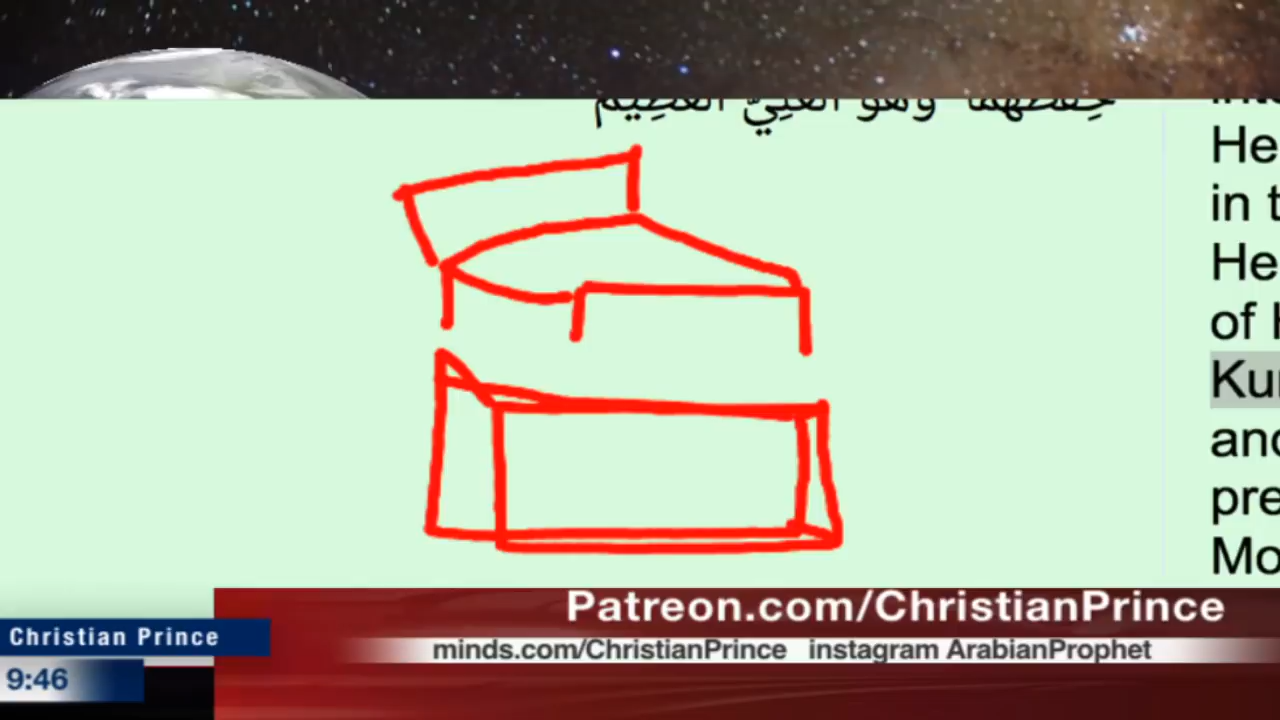 حِفْظُهُمَا وَهُوَ الْعَلِيُّ الْعَظِيمُ
He
in t
He
of H
Kur
and
pre
Mo
Patreon.com/ChristianPrince
Christian Prince
minds.com/ChristianPrince instagram ArabianProphet
9:46